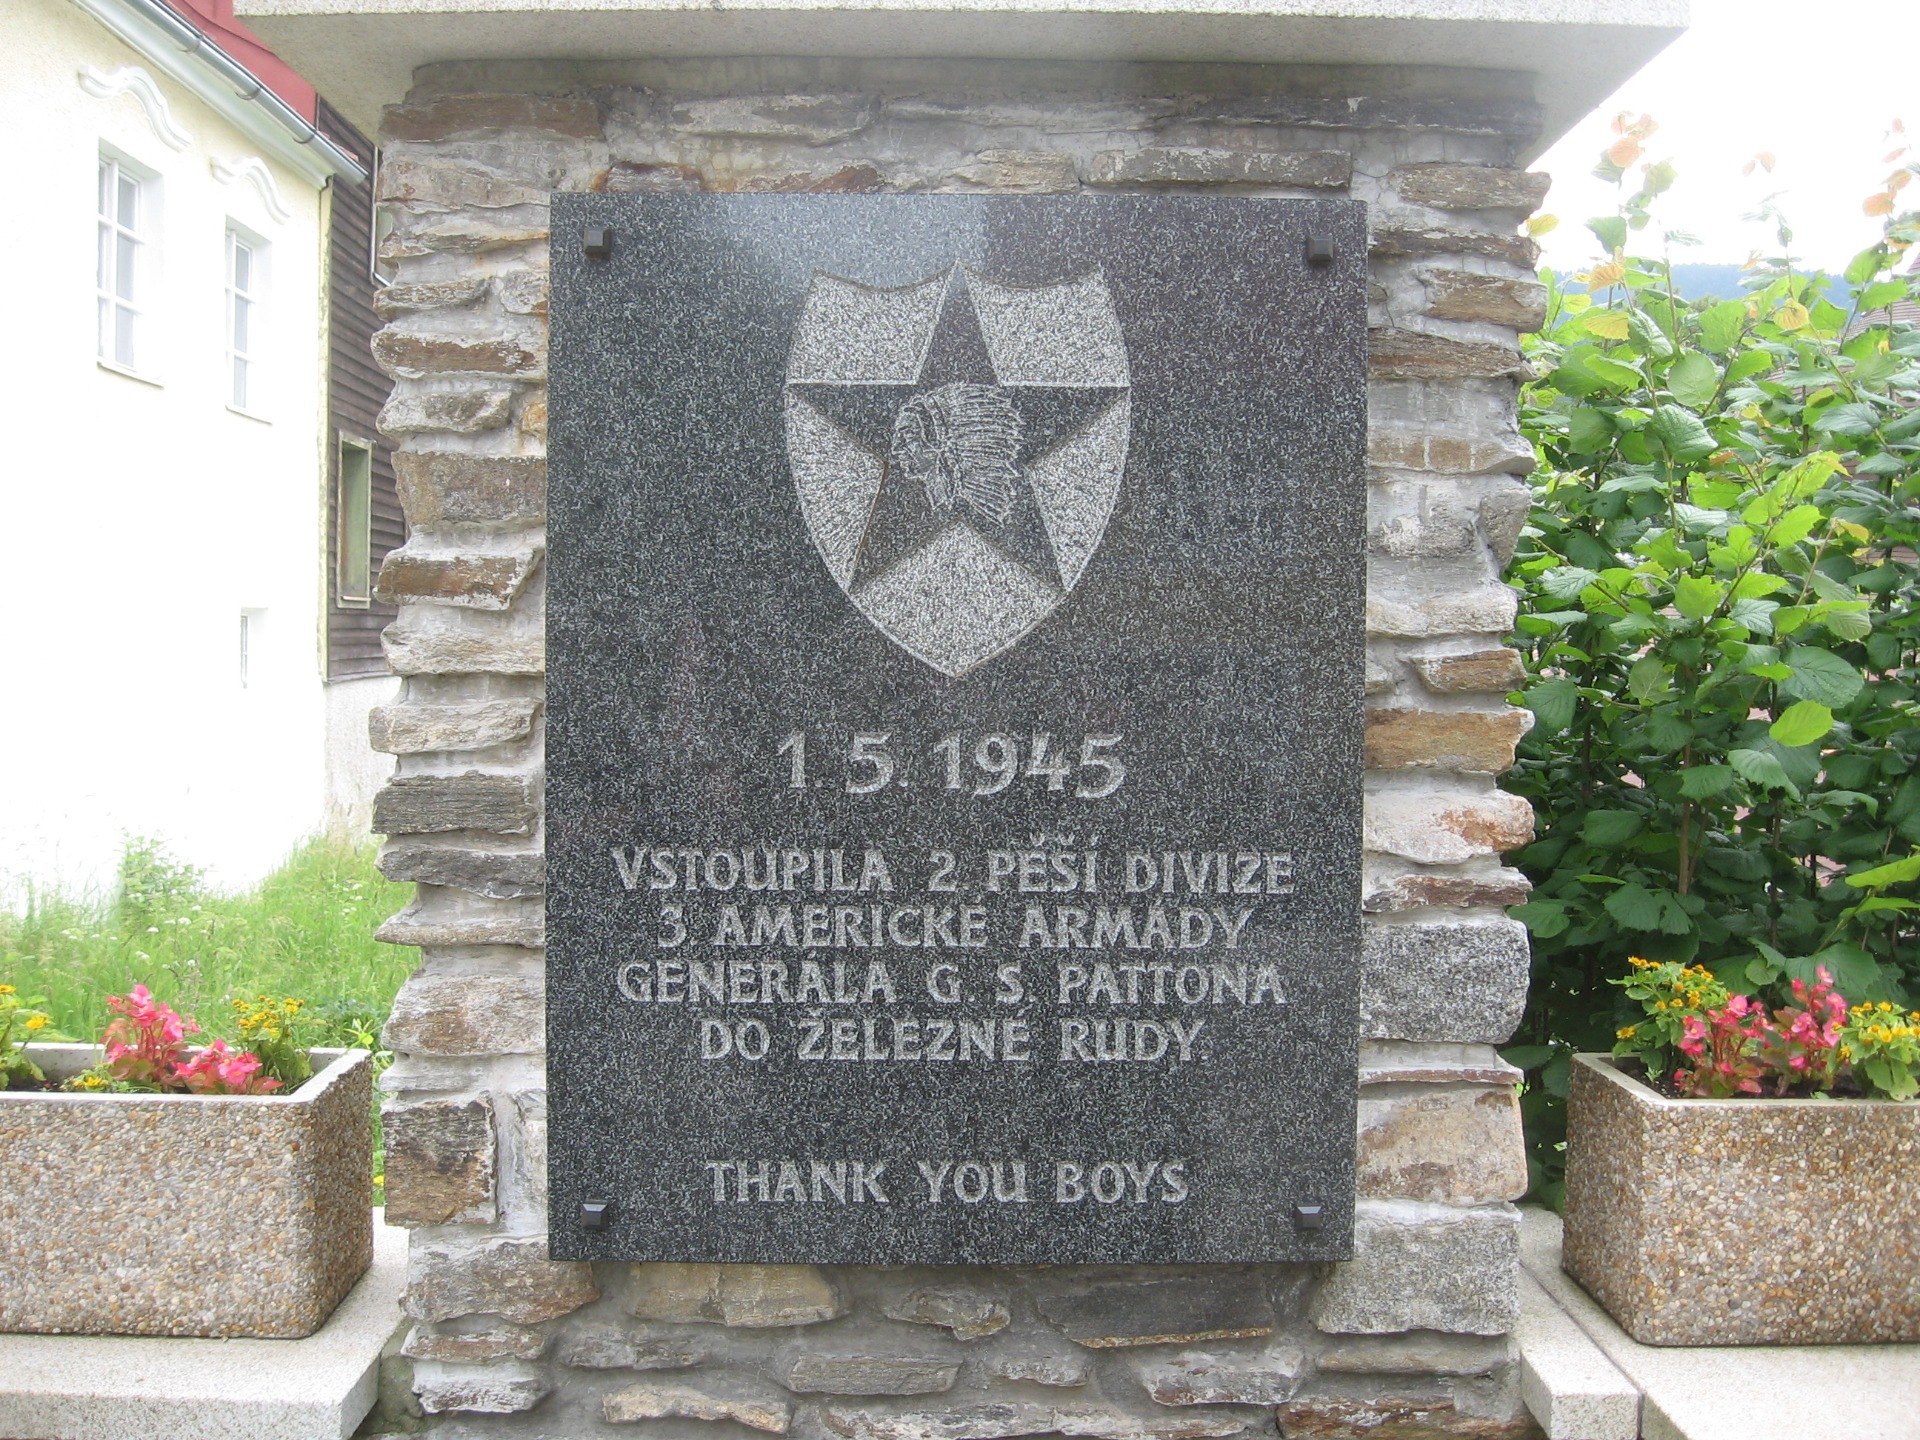 1. 5. 1945
VSTOUPILA 2. PĚŠÍ DIVIZE
3. AMERICKÉ ARMÁDY
GENERÁLA G. S. PATTONA
DO ŽELEZNÉ RUDY.
THANK YOU BOYS